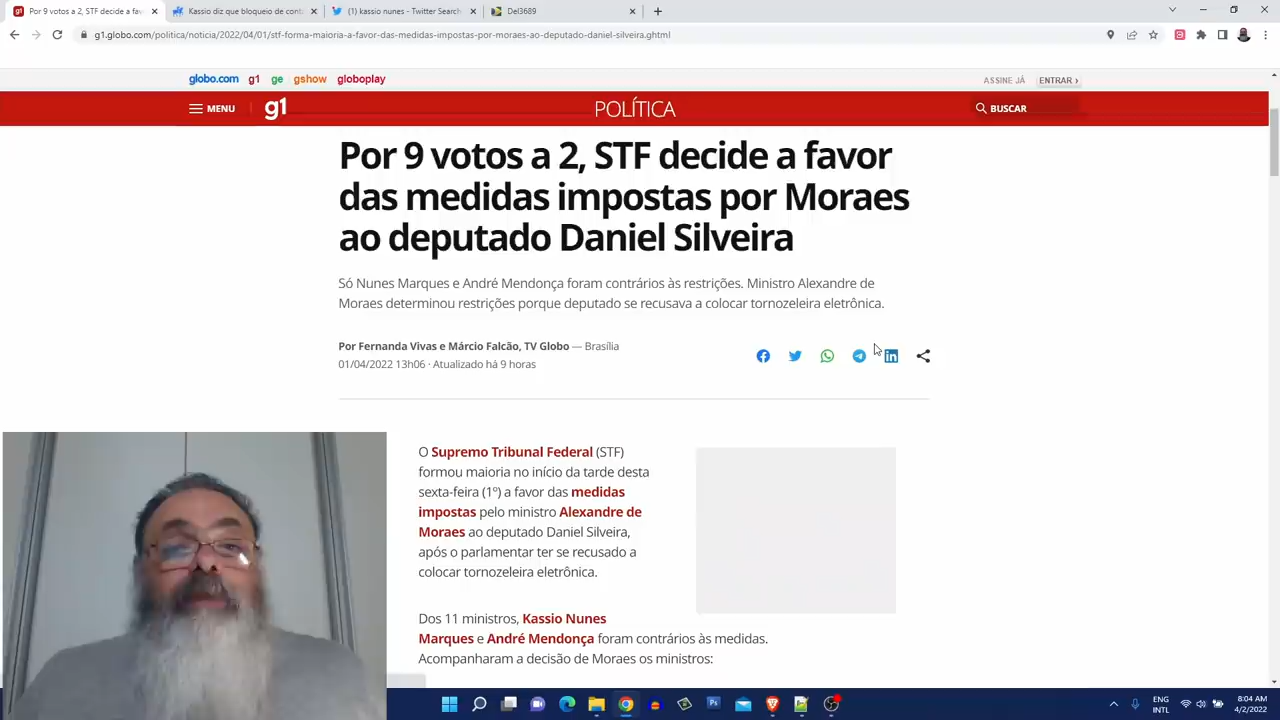 Por 9 votos a 2, STF decide a fav
Kassio diz que bloqueio de conta
(1) kassio nunes - Twitter Search
Del3689
g1.globo.com/politica/noticia/2022/04/01/stf-forma-maioria-a-favor-das-medidas-impostas-por-moraes-ao-deputado-daniel-silveira.ghtml
globo.com g1 ge gshow globoplay
ASSINE JÁ ENTRAR ›
MENU g1 POLÍTICA BUSCAR
Por 9 votos a 2, STF decide a favor
das medidas impostas por Moraes
ao deputado Daniel Silveira
Só Nunes Marques e André Mendonça foram contrários às restrições. Ministro Alexandre de
Moraes determinou restrições porque deputado se recusava a colocar tornozeleira eletrônica.
Por Fernanda Vivas e Márcio Falcão, TV Globo — Brasília
01/04/2022 13h06 · Atualizado há 9 horas
O Supremo Tribunal Federal (STF)
formou maioria no início da tarde desta
sexta-feira (1º) a favor das medidas
impostas pelo ministro Alexandre de
Moraes ao deputado Daniel Silveira,
após o parlamentar ter se recusado a
colocar tornozeleira eletrônica.
Dos 11 ministros, Kassio Nunes
Marques e André Mendonça foram contrários às medidas.
Acompanharam a decisão de Moraes os ministros:
ENG
INTL
8:04 AM
4/2/2022